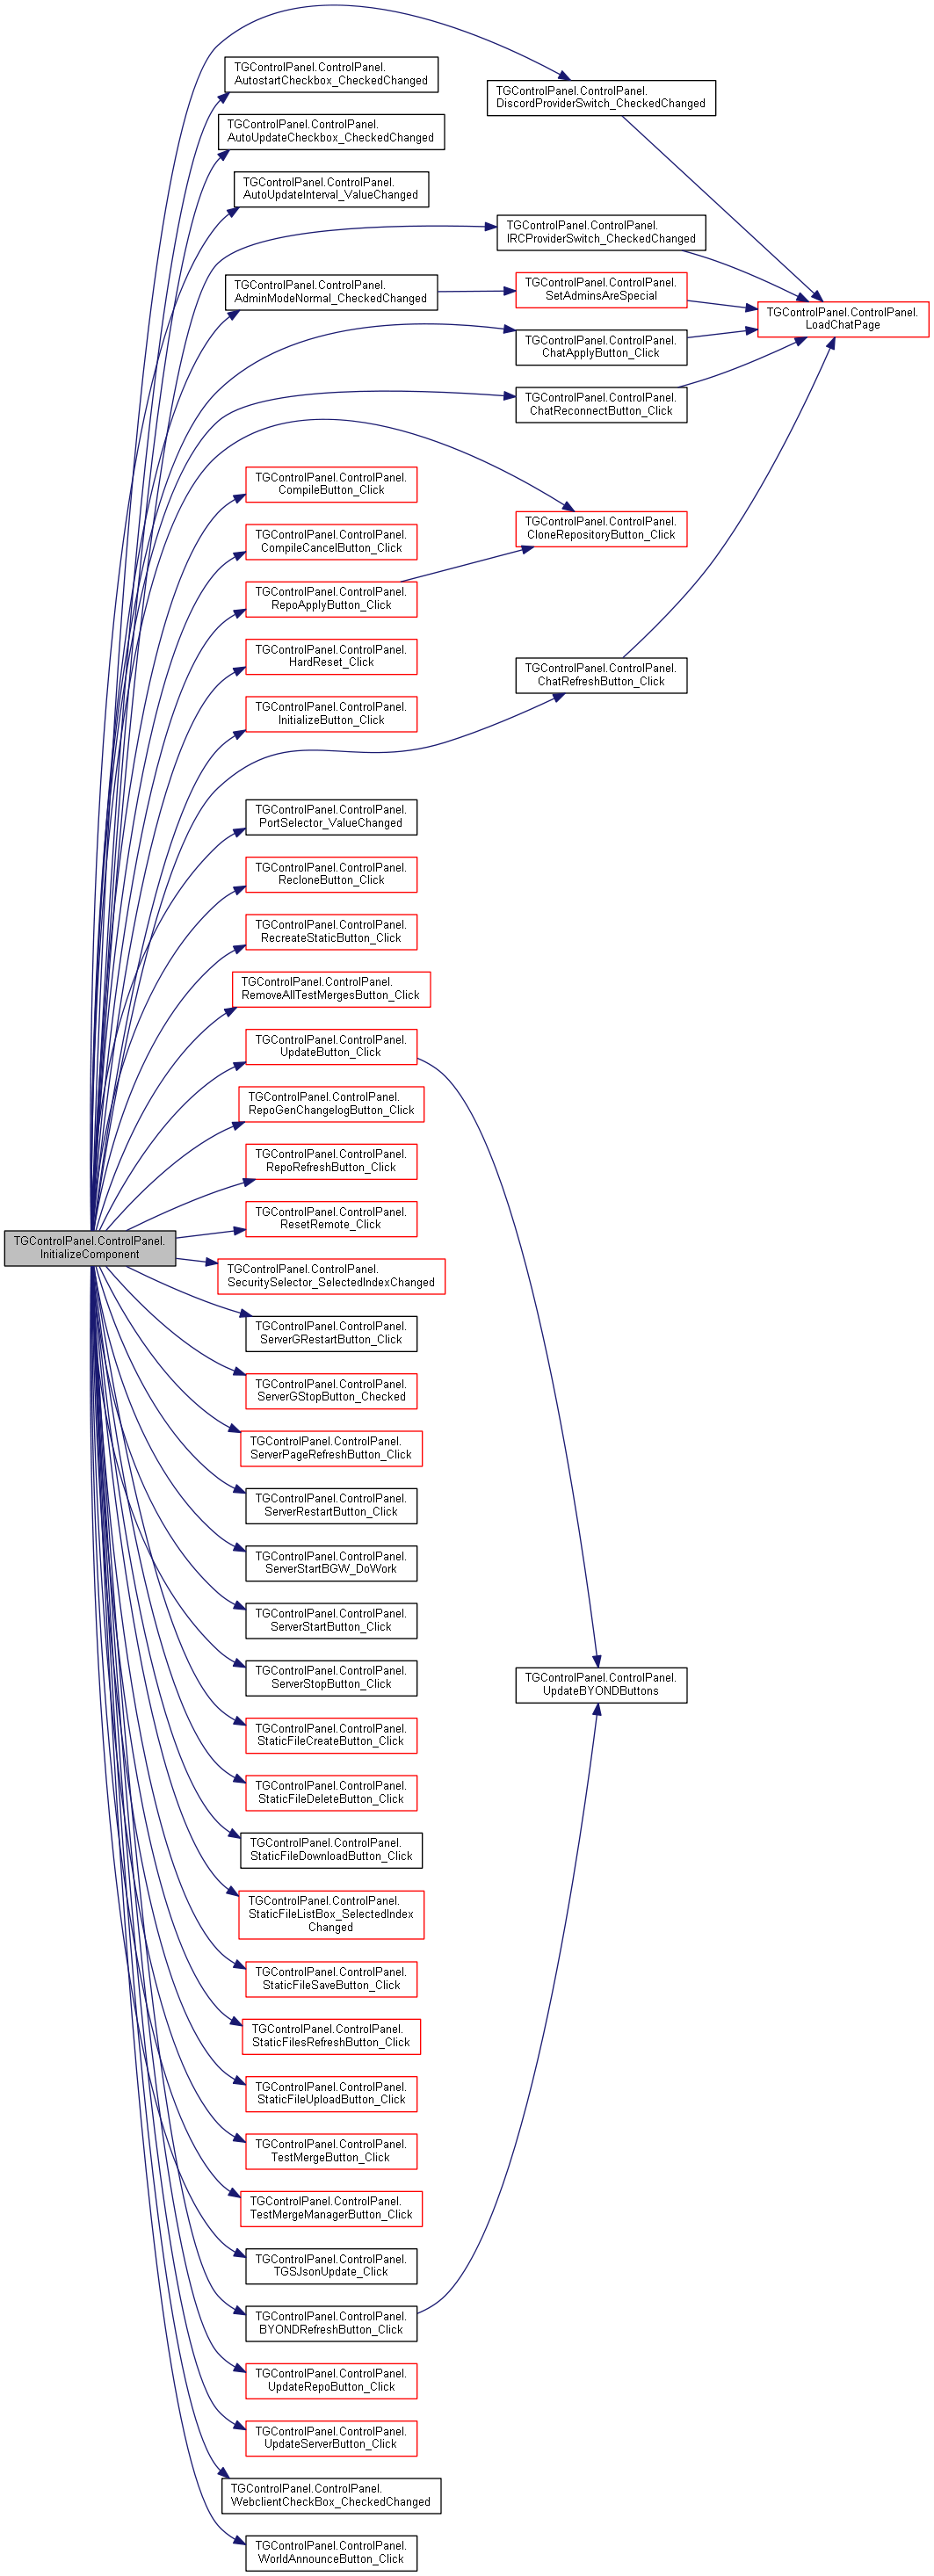 TGControlPanel.ControlPanel.
AutostartCheckbox_CheckedChanged
TGControlPanel.ControlPanel.
DiscordProviderSwitch_CheckedChanged
TGControlPanel.ControlPanel.
AutoUpdateCheckbox_CheckedChanged
TGControlPanel.ControlPanel.
AutoUpdateInterval_ValueChanged
TGControlPanel.ControlPanel.
IRCProviderSwitch_CheckedChanged
TGControlPanel.ControlPanel.
AdminModeNormal_CheckedChanged
TGControlPanel.ControlPanel.
SetAdminsAreSpecial
TGControlPanel.ControlPanel.
LoadChatPage
TGControlPanel.ControlPanel.
ChatApplyButton_Click
TGControlPanel.ControlPanel.
ChatReconnectButton_Click
TGControlPanel.ControlPanel.
CompileButton_Click
TGControlPanel.ControlPanel.
CloneRepositoryButton_Click
TGControlPanel.ControlPanel.
CompileCancelButton_Click
TGControlPanel.ControlPanel.
RepoApplyButton_Click
TGControlPanel.ControlPanel.
HardReset_Click
TGControlPanel.ControlPanel.
ChatRefreshButton_Click
TGControlPanel.ControlPanel.
InitializeButton_Click
TGControlPanel.ControlPanel.
PortSelector_ValueChanged
TGControlPanel.ControlPanel.
RecloneButton_Click
TGControlPanel.ControlPanel.
RecreateStaticButton_Click
TGControlPanel.ControlPanel.
RemoveAllTestMergesButton_Click
TGControlPanel.ControlPanel.
UpdateButton_Click
TGControlPanel.ControlPanel.
RepoGenChangelogButton_Click
TGControlPanel.ControlPanel.
RepoRefreshButton_Click
TGControlPanel.ControlPanel.
ResetRemote_Click
TGControlPanel.ControlPanel.
InitializeComponent
TGControlPanel.ControlPanel.
SecuritySelector_SelectedIndexChanged
TGControlPanel.ControlPanel.
ServerGRestartButton_Click
TGControlPanel.ControlPanel.
ServerGStopButton_Checked
TGControlPanel.ControlPanel.
ServerPageRefreshButton_Click
TGControlPanel.ControlPanel.
ServerRestartButton_Click
TGControlPanel.ControlPanel.
ServerStartBGW_DoWork
TGControlPanel.ControlPanel.
ServerStartButton_Click
TGControlPanel.ControlPanel.
ServerStopButton_Click
TGControlPanel.ControlPanel.
UpdateBYONDButtons
TGControlPanel.ControlPanel.
StaticFileCreateButton_Click
TGControlPanel.ControlPanel.
StaticFileDeleteButton_Click
TGControlPanel.ControlPanel.
StaticFileDownloadButton_Click
TGControlPanel.ControlPanel.
StaticFileListBox_SelectedIndex
Changed
TGControlPanel.ControlPanel.
StaticFileSaveButton_Click
TGControlPanel.ControlPanel.
StaticFilesRefreshButton_Click
TGControlPanel.ControlPanel.
StaticFileUploadButton_Click
TGControlPanel.ControlPanel.
TestMergeButton_Click
TGControlPanel.ControlPanel.
TestMergeManagerButton_Click
TGControlPanel.ControlPanel.
TGSJsonUpdate_Click
TGControlPanel.ControlPanel.
BYONDRefreshButton_Click
TGControlPanel.ControlPanel.
UpdateRepoButton_Click
TGControlPanel.ControlPanel.
UpdateServerButton_Click
TGControlPanel.ControlPanel.
WebclientCheckBox_CheckedChanged
TGControlPanel.ControlPanel.
WorldAnnounceButton_Click